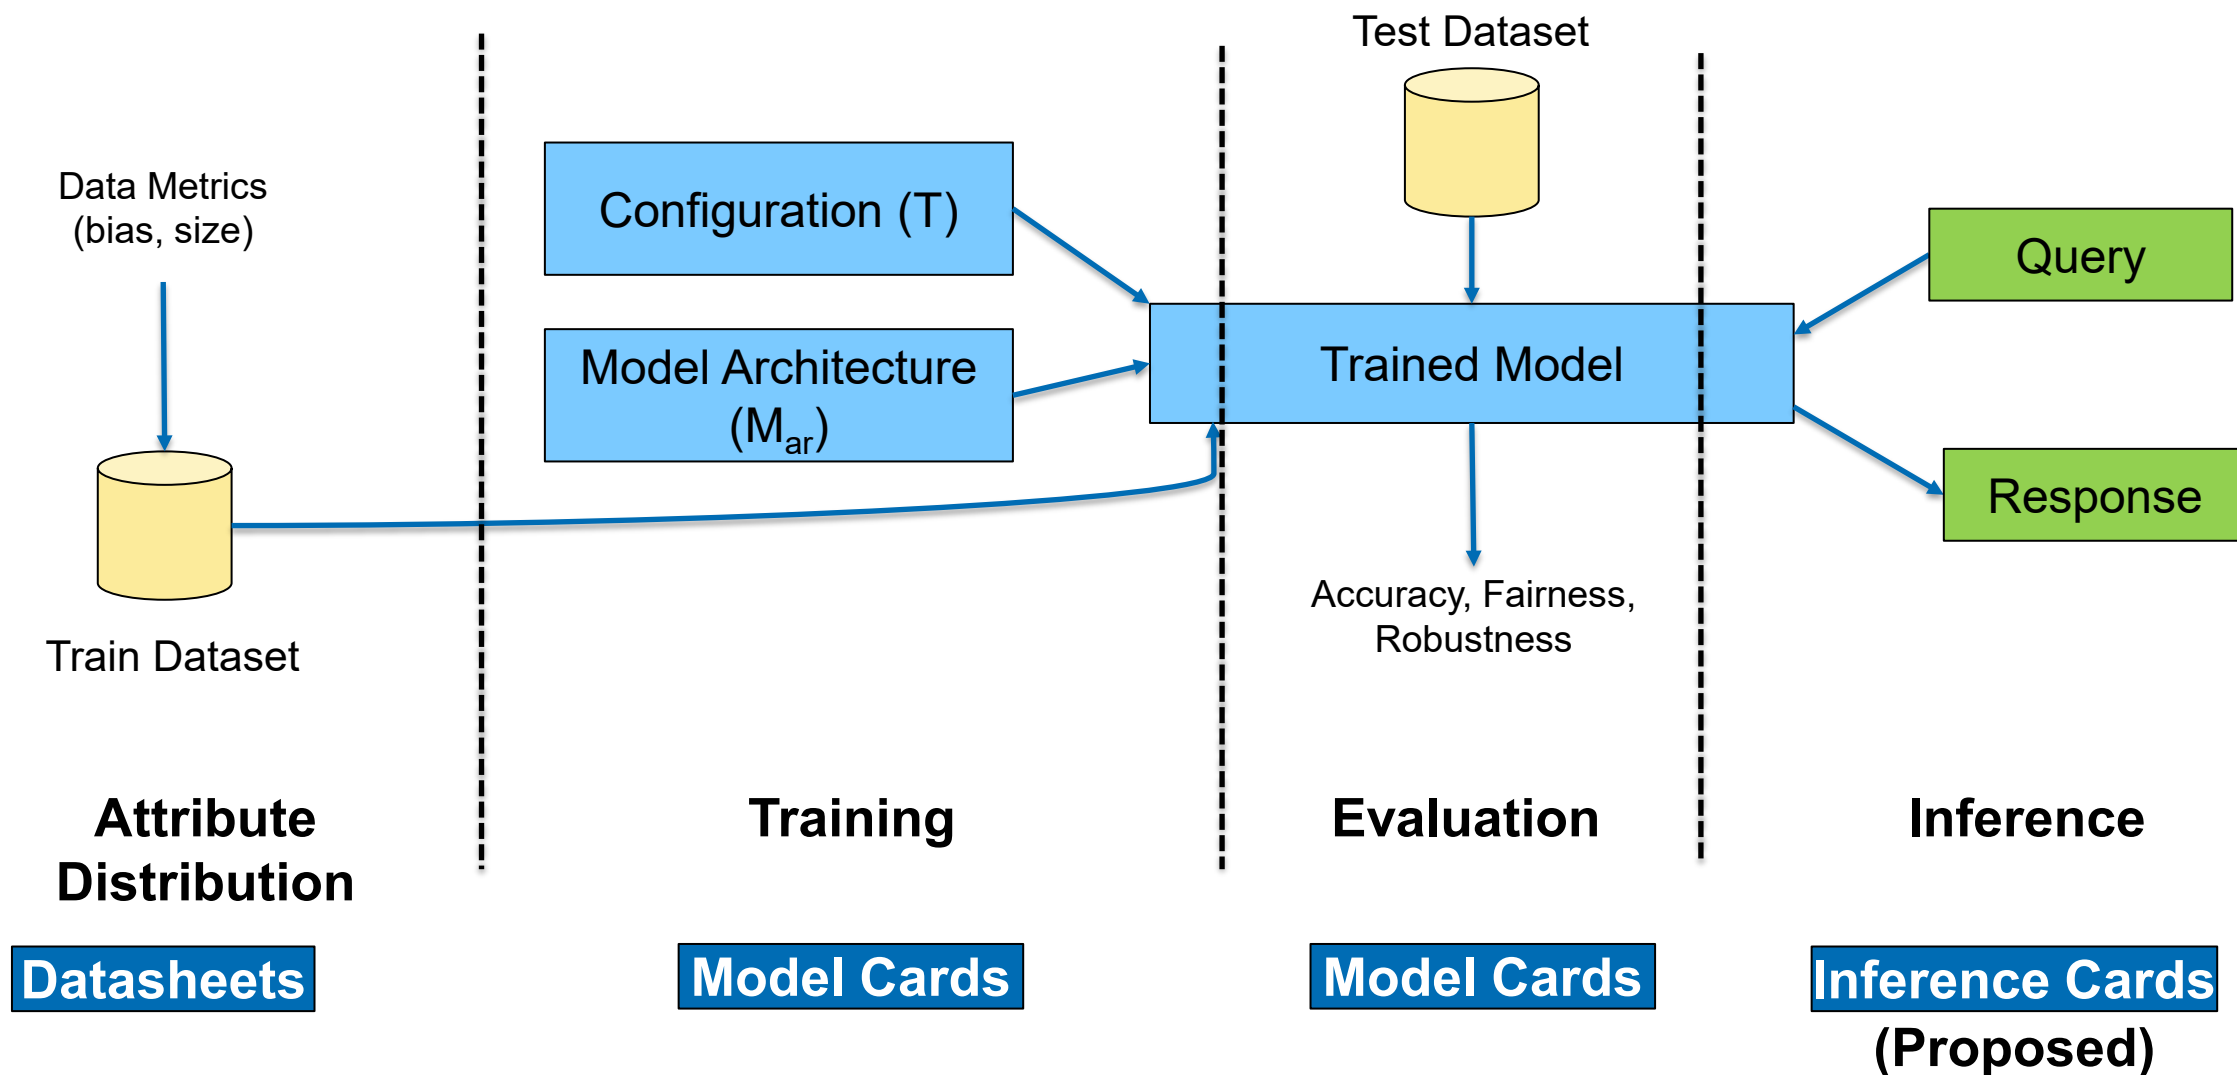 Test Dataset
Data Metrics
(bias, size)
Configuration (T)
Query
Model Architecture
(Mar)
Trained Model
Response
Train Dataset
Accuracy, Fairness,
Robustness
Attribute
Distribution
Training
Evaluation
Inference
Datasheets
Model Cards
Model Cards
Inference Cards
(Proposed)